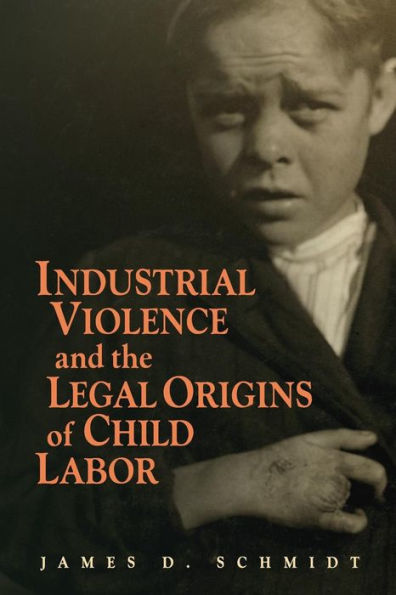 INDUSTRIAL
VIOLENCE
and the
LEGAL ORIGINS
of CHILD
LABOR
JAMES D. SCHMIDT